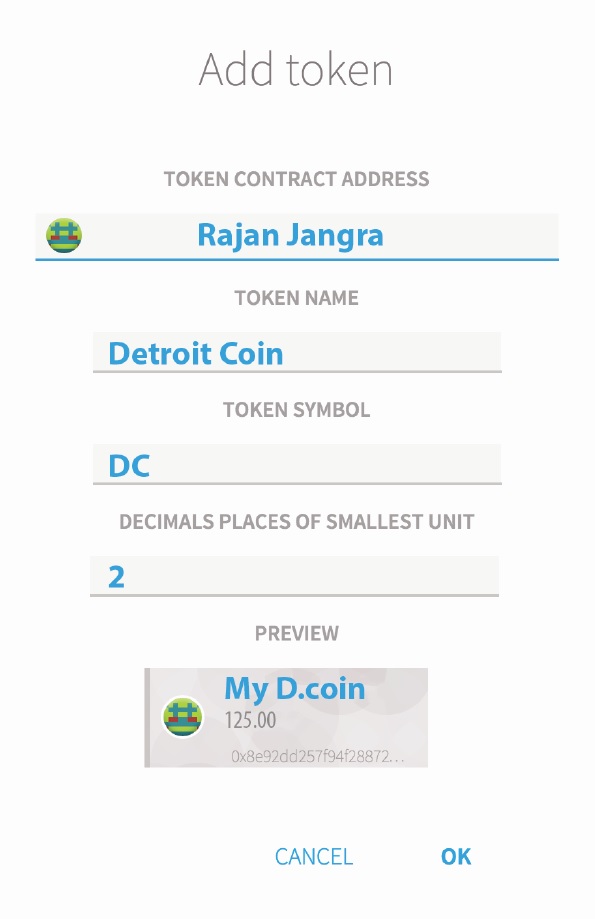 Add token
TOKEN CONTRACT ADDRESS
Rajan Jangra
TOKEN NAME
Detroit Coin
TOKEN SYMBOL
DC
DECIMALS PLACES OF SMALLEST UNIT
2
PREVIEW
My D.coin
125.00
0x8e92dd257f94f28872...
CANCEL OK